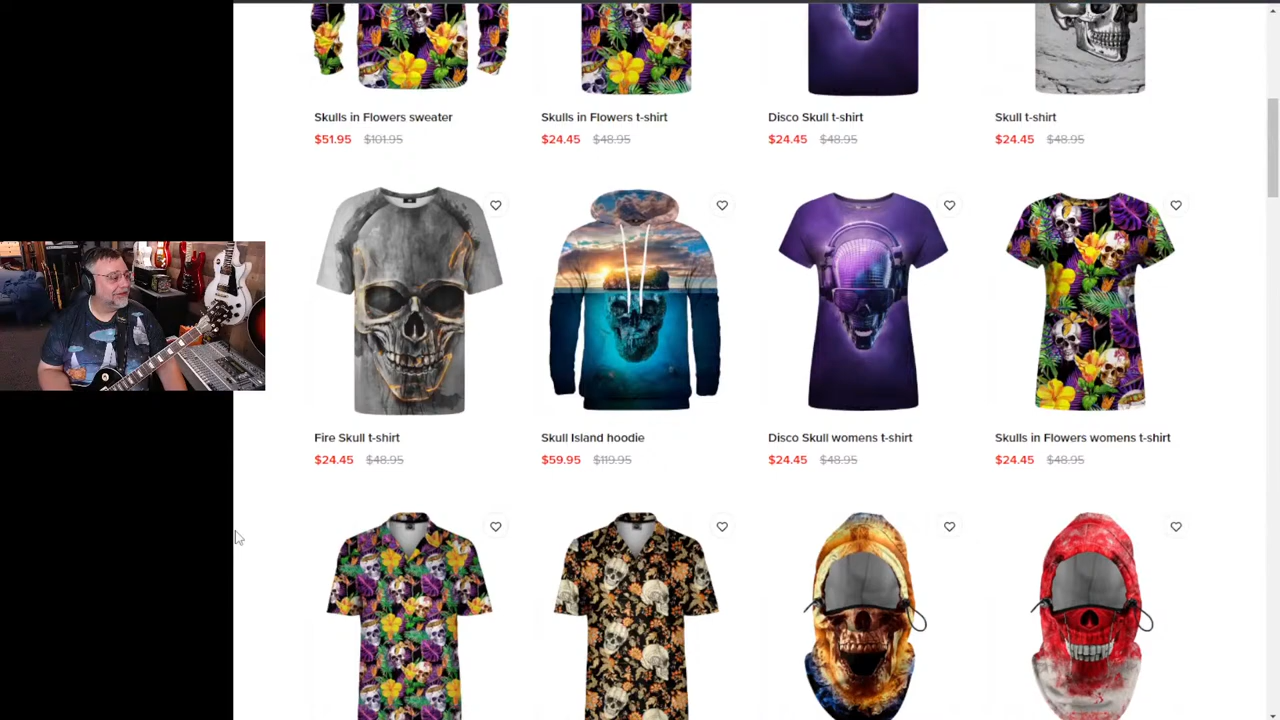 Skulls in Flowers sweater
$51.95 $101.95
Skulls in Flowers t-shirt
$24.45 $48.95
Disco Skull t-shirt
$24.45 $48.95
Skull t-shirt
$24.45 $48.95
Fire Skull t-shirt
$24.45 $48.95
Skull Island hoodie
$59.95 $119.95
Disco Skull womens t-shirt
$24.45 $48.95
Skulls in Flowers womens t-shirt
$24.45 $48.95